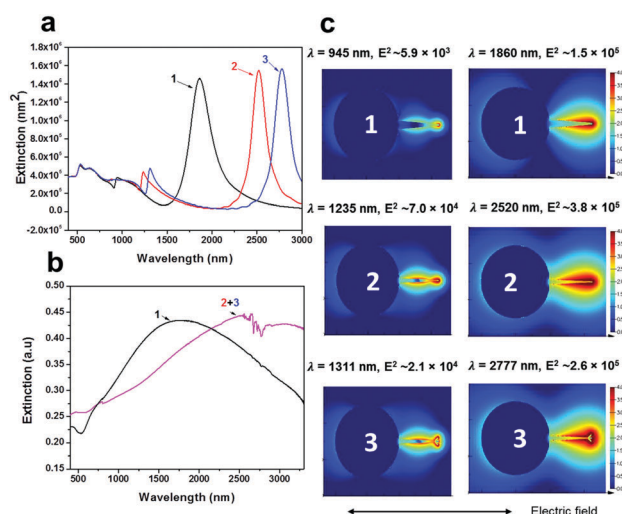 a
Extinction (nm²)
1.8x10⁶
1.6x10⁶
1.4x10⁶
1.2x10⁶
1.0x10⁶
8.0x10⁵
6.0x10⁵
4.0x10⁵
2.0x10⁵
0.0
-2.0x10⁵
1
2
3
500 1000 1500 2000 2500 3000
Wavelength (nm)
b
Extinction (a.u)
0.50
0.45
0.40
0.35
0.30
0.25
0.20
0.15
1
2+3
500 1000 1500 2000 2500 3000
Wavelength (nm)
c
λ = 945 nm, E² ~5.9 × 10³
λ = 1860 nm, E² ~1.5 × 10⁵
1
1
λ = 1235 nm, E² ~7.0 × 10⁴
λ = 2520 nm, E² ~3.8 × 10⁵
2
2
λ = 1311 nm, E² ~2.1 × 10⁴
λ = 2777 nm, E² ~2.6 × 10⁵
3
3
Electric field